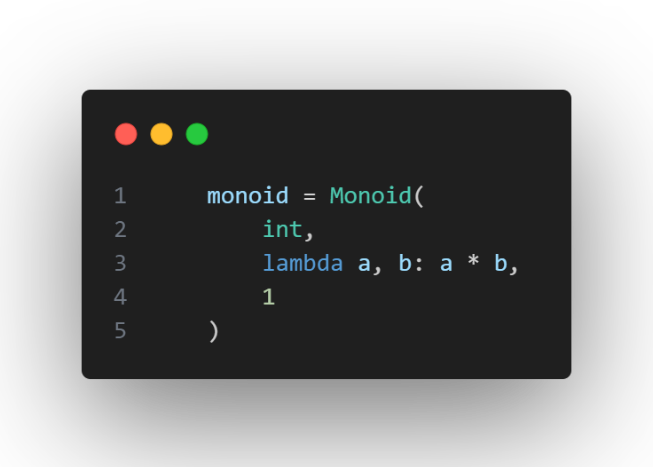 1 monoid = Monoid(
2 int,
3 lambda a, b: a * b,
4 1
5 )